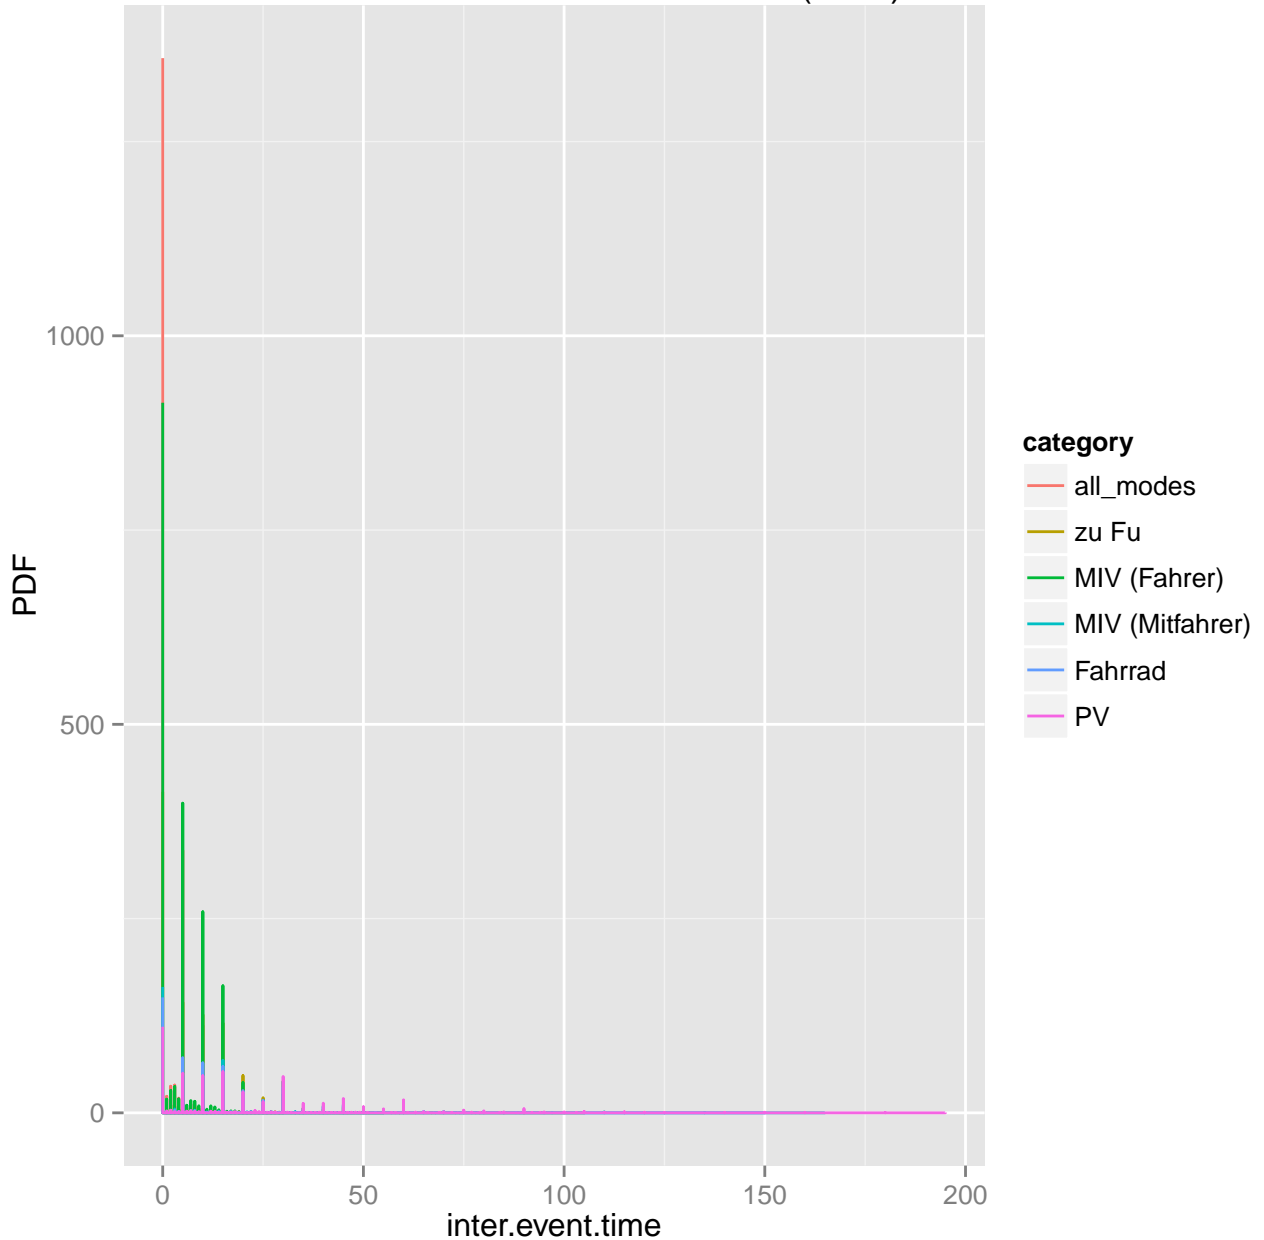 1000
500
0
PDF
0 50 100 150 200
inter.event.time
category
all_modes
zu Fu
MIV (Fahrer)
MIV (Mitfahrer)
Fahrrad
PV